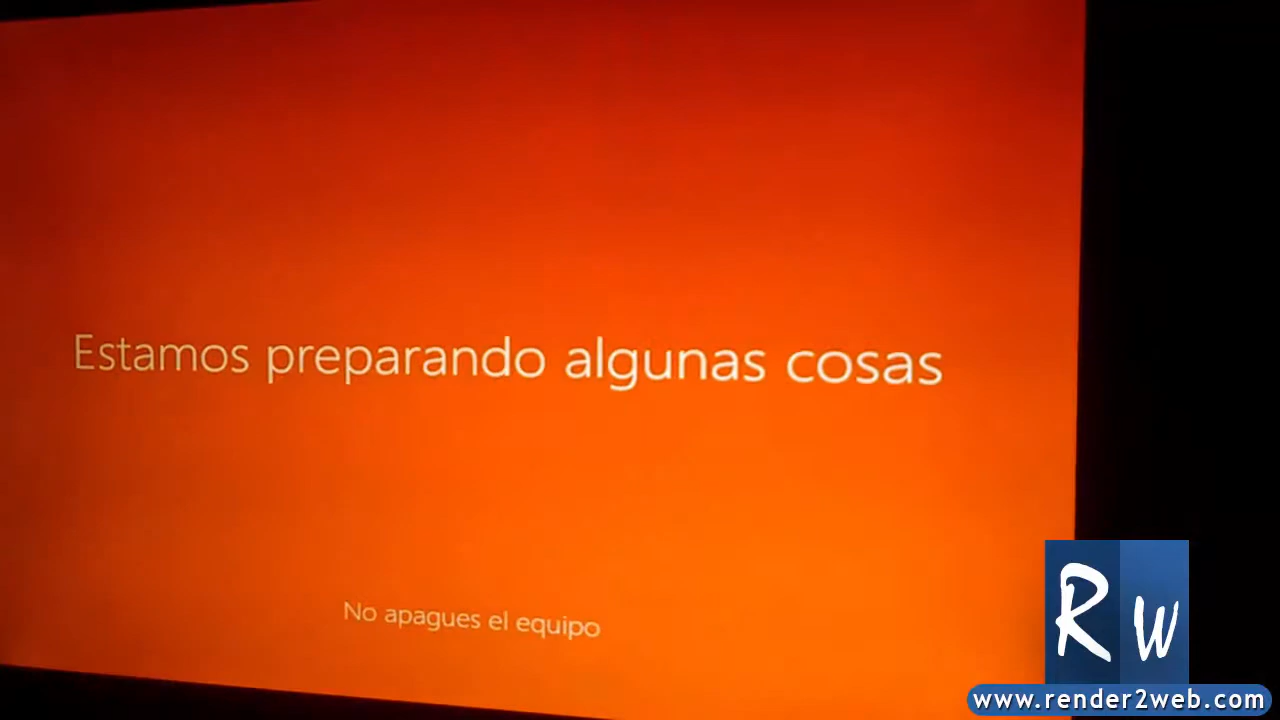 Estamos preparando algunas cosas
No apagues el equipo
RW
www.render2web.com